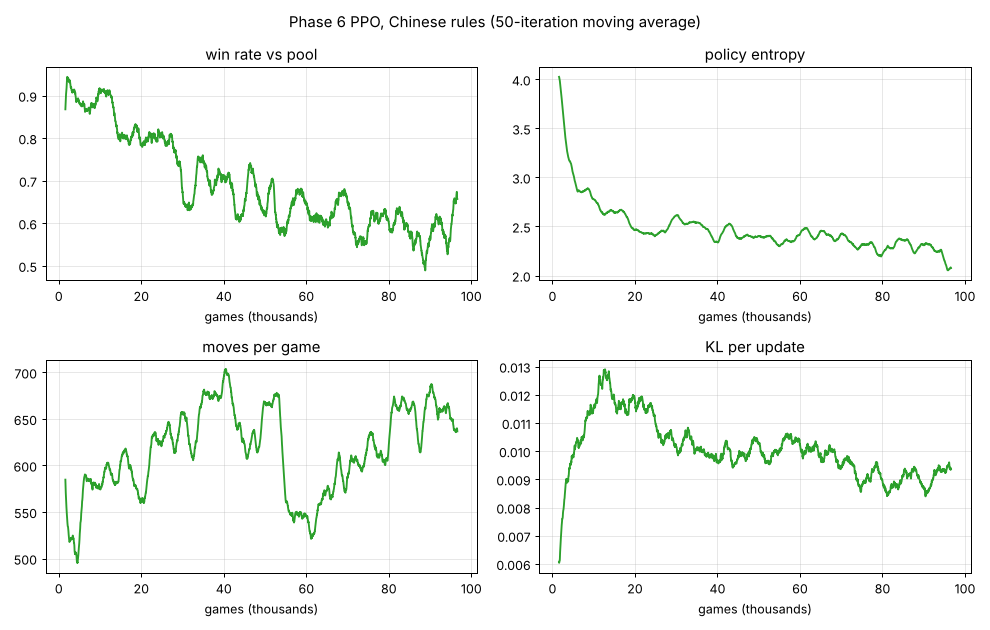 Phase 6 PPO, Chinese rules (50-iteration moving average)
win rate vs pool
0.9
0.8
0.7
0.6
0.5
0 20 40 60 80 100
games (thousands)
policy entropy
4.0
3.5
3.0
2.5
2.0
0 20 40 60 80 100
games (thousands)
moves per game
700
650
600
550
500
0 20 40 60 80 100
games (thousands)
KL per update
0.013
0.012
0.011
0.010
0.009
0.008
0.007
0.006
0 20 40 60 80 100
games (thousands)